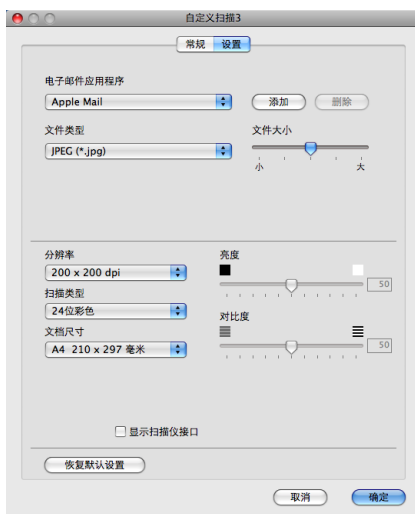 自定义扫描3
常规 设置
电子邮件应用程序
Apple Mail 添加 删除
文件类型 文件大小
JPEG (*.jpg)
小 大
分辨率 亮度
200 x 200 dpi
50
扫描类型
24位彩色 对比度
文档尺寸
A4 210 x 297 毫米 50
显示扫描仪接口
恢复默认设置
取消 确定